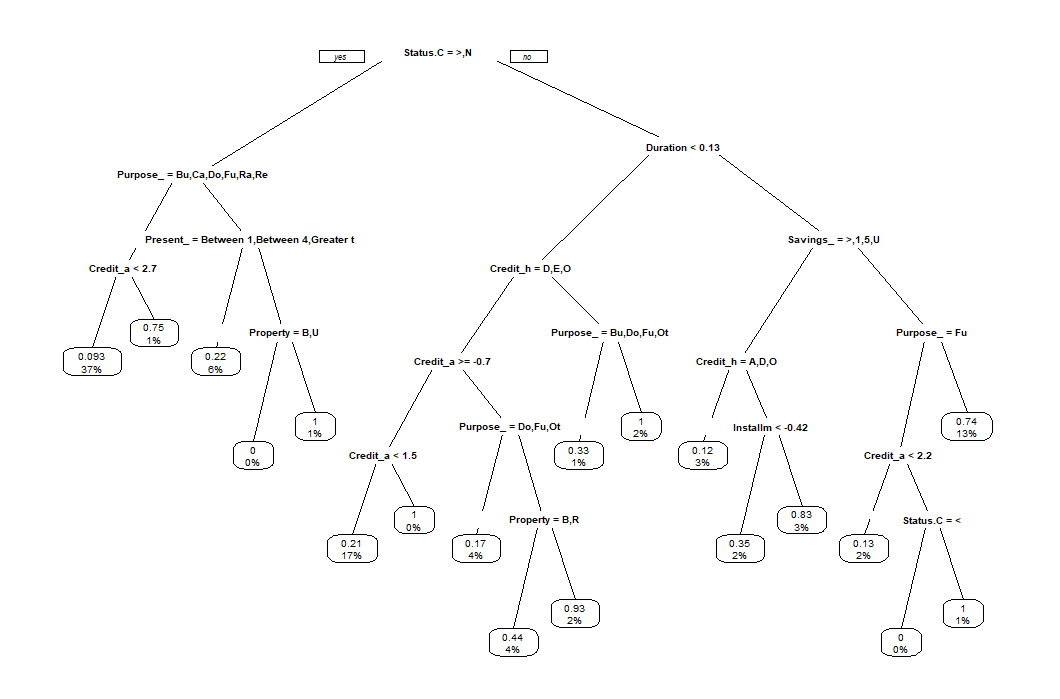 Status.C = >,N
yes
no
Duration < 0.13
Purpose_ = Bu,Ca,Do,Fu,Ra,Re
Present_ = Between 1,Between 4,Greater t
Savings_ = >,1,5,U
Credit_a < 2.7
Credit_h = D,E,O
0.75
1%
Property = B,U
Purpose_ = Bu,Do,Fu,Ot
Purpose_ = Fu
0.093
37%
0.22
6%
Credit_a >= -0.7
Credit_h = A,D,O
1
1%
Purpose_ = Do,Fu,Ot
1
2%
Installm < -0.42
0.74
13%
0
0%
Credit_a < 1.5
0.33
1%
0.12
3%
Credit_a < 2.2
1
0%
Property = B,R
0.83
3%
Status.C = <
0.21
17%
0.17
4%
0.35
2%
0.13
2%
0.93
2%
1
1%
0.44
4%
0
0%